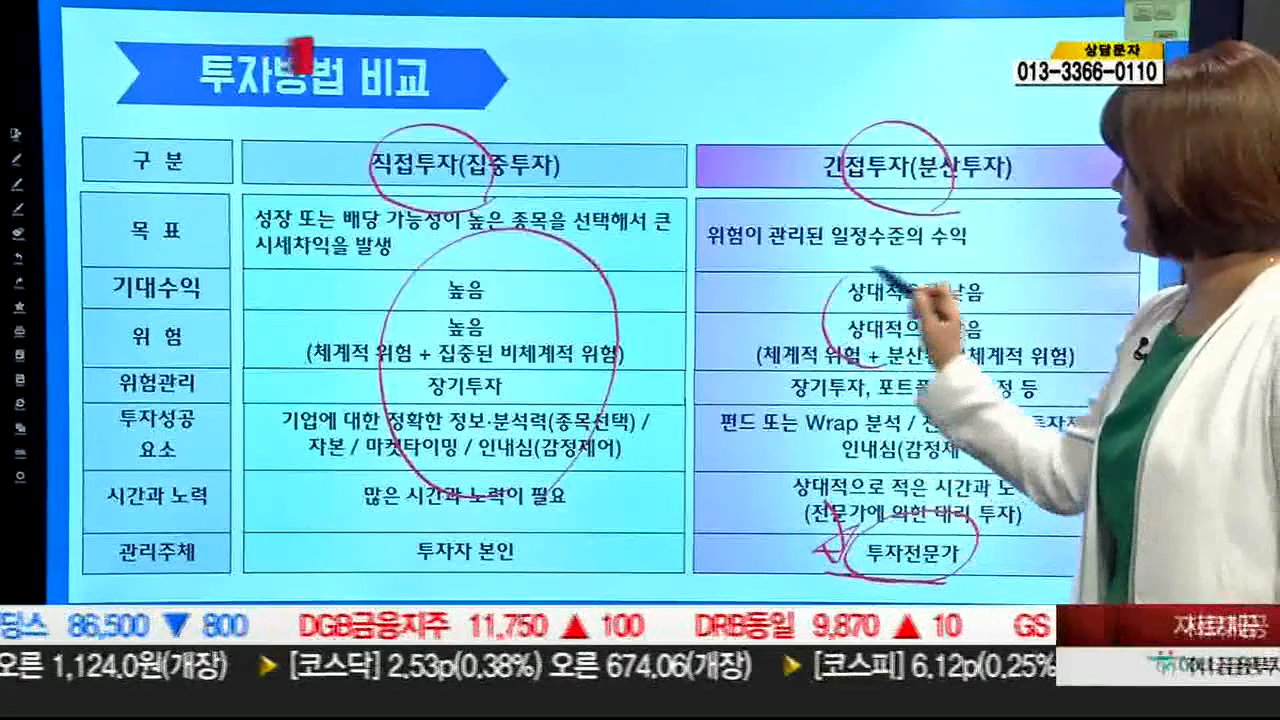 투자방법 비교
상담문자
013-3366-0110
구 분
직접투자(집중투자)
간접투자(분산투자)
목 표
성장 또는 배당 가능성이 높은 종목을 선택해서 큰
시세차익을 발생
위험이 관리된 일정수준의 수익
기대수익
높음
상대적으로 낮음
위 험
높음
(체계적 위험 + 집중된 비체계적 위험)
상대적으로 낮음
(체계적 위험 + 분산된 비체계적 위험)
위험관리
장기투자
장기투자, 등
투자성공
요소
기업에 대한 정확한 정보·분석력(종목선택) /
자본 / 마켓타이밍 / 인내심(감정제어)
펀드 또는 Wrap 분석 /
인내심(감정제
시간과 노력
많은 시간과 노력이 필요
상대적으로 적은 시간과 노
(전문가에 의한 대리 투자)
관리주체
투자자 본인
투자전문가
딩스 86,500 ▼ 800 DGB금융지주 11,750 ▲ 100 DRB동일 9,870 ▲ 10 GS
오른 1,124.0원(개장) ▶ [코스닥] 2.53p(0.38%) 오른 674.06(개장) ▶ [코스피] 6.12p(0.25%